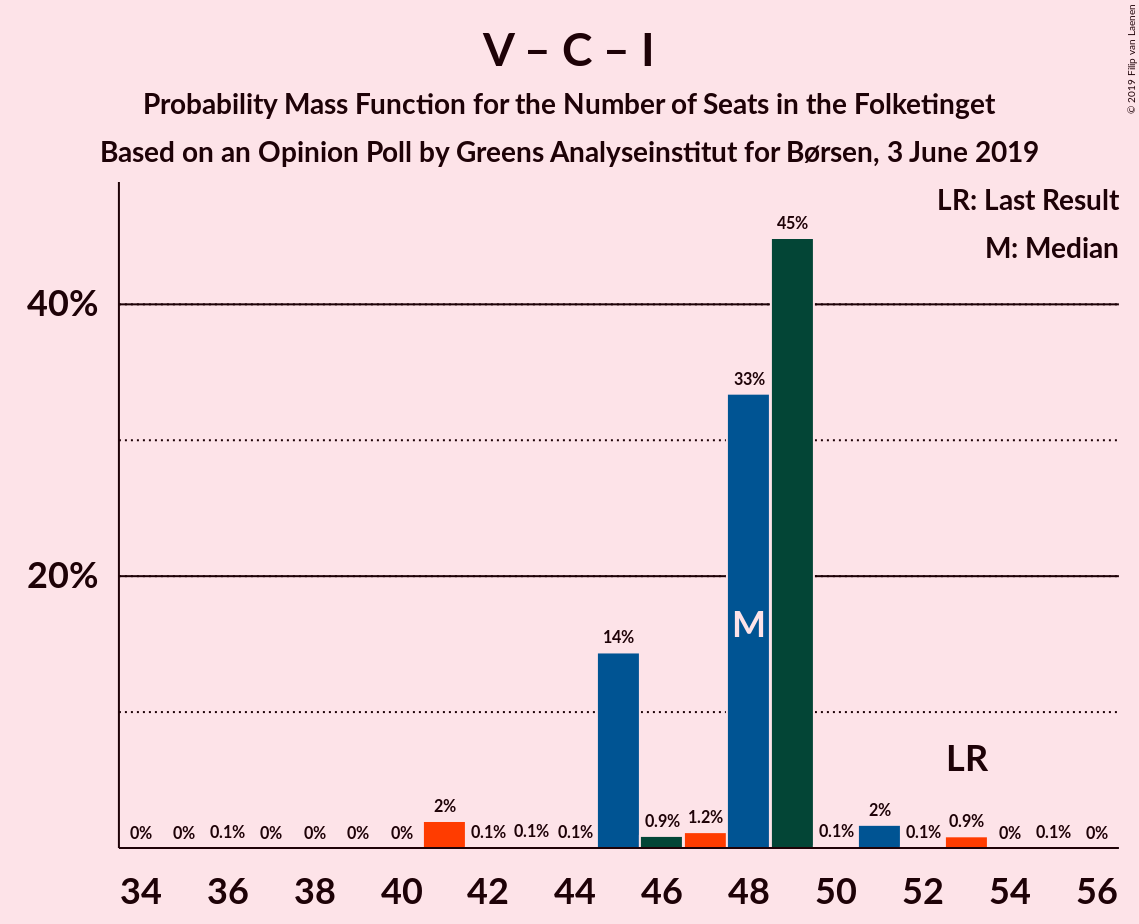 V – C – I
Probability Mass Function for the Number of Seats in the Folketinget
Based on an Opinion Poll by Greens Analyseinstitut for Børsen, 3 June 2019
© 2019 Filip van Laenen
LR: Last Result
M: Median
40%
20%
0% 0% 0.1% 0% 0% 0% 0% 2% 0.1% 0.1% 0.1% 14% 0.9% 1.2% 33% 45% 0.1% 2% 0.1% 0.9% 0% 0.1% 0%
M
LR
34 36 38 40 42 44 46 48 50 52 54 56